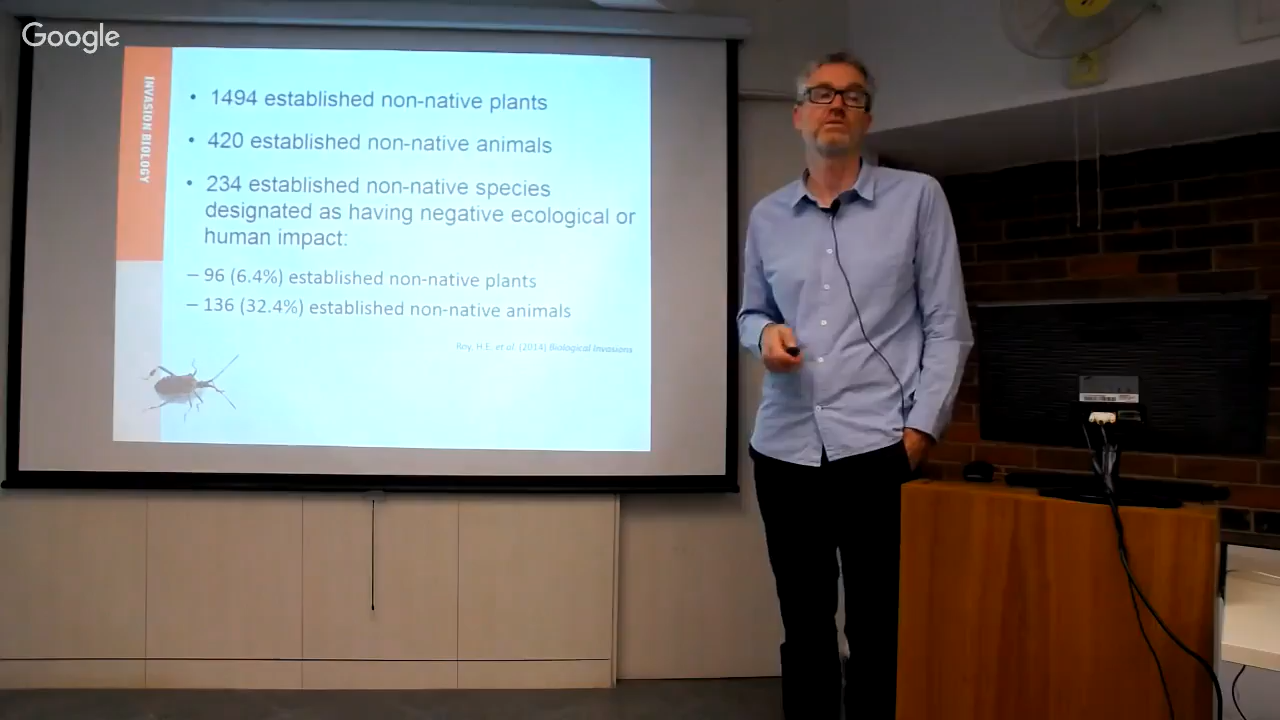 Google
INVASION BIOLOGY
• 1494 established non-native plants
• 420 established non-native animals
• 234 established non-native species
designated as having negative ecological or
human impact:
– 96 (6.4%) established non-native plants
– 136 (32.4%) established non-native animals
Roy, H.E. et al. (2014) Biological Invasions